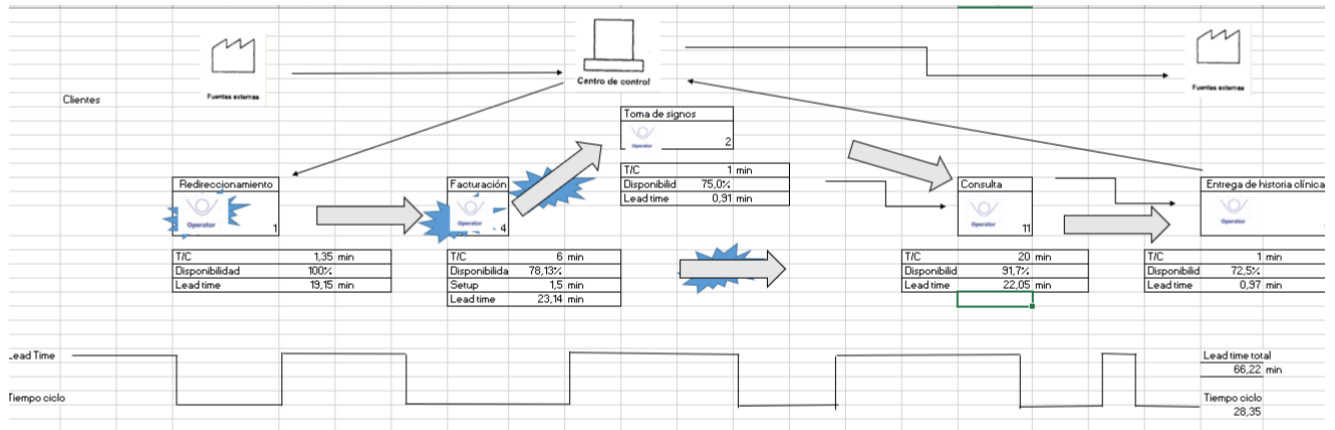 Fuentes externas
Centro de control
Fuentes externas
Clientes
Toma de signos
Operator
2
T/C 1 min
Disponibilid 75,0%
Lead time 0,91 min
Redireccionamiento
Operator
1
T/C 1,35 min
Disponibilidad 100%
Lead time 19,15 min
Facturación
Operator
4
T/C 6 min
Disponibilida 78,13%
Setup 1,5 min
Lead time 23,14 min
Consulta
Operator
11
T/C 20 min
Disponibilid 91,7%
Lead time 22,05 min
Entrega de historia clínica
Operator
T/C 1 min
Disponibilid 72,5%
Lead time 0,97 min
Lead Time
Tiempo ciclo
Lead time total
66,22 min
Tiempo ciclo
28,35